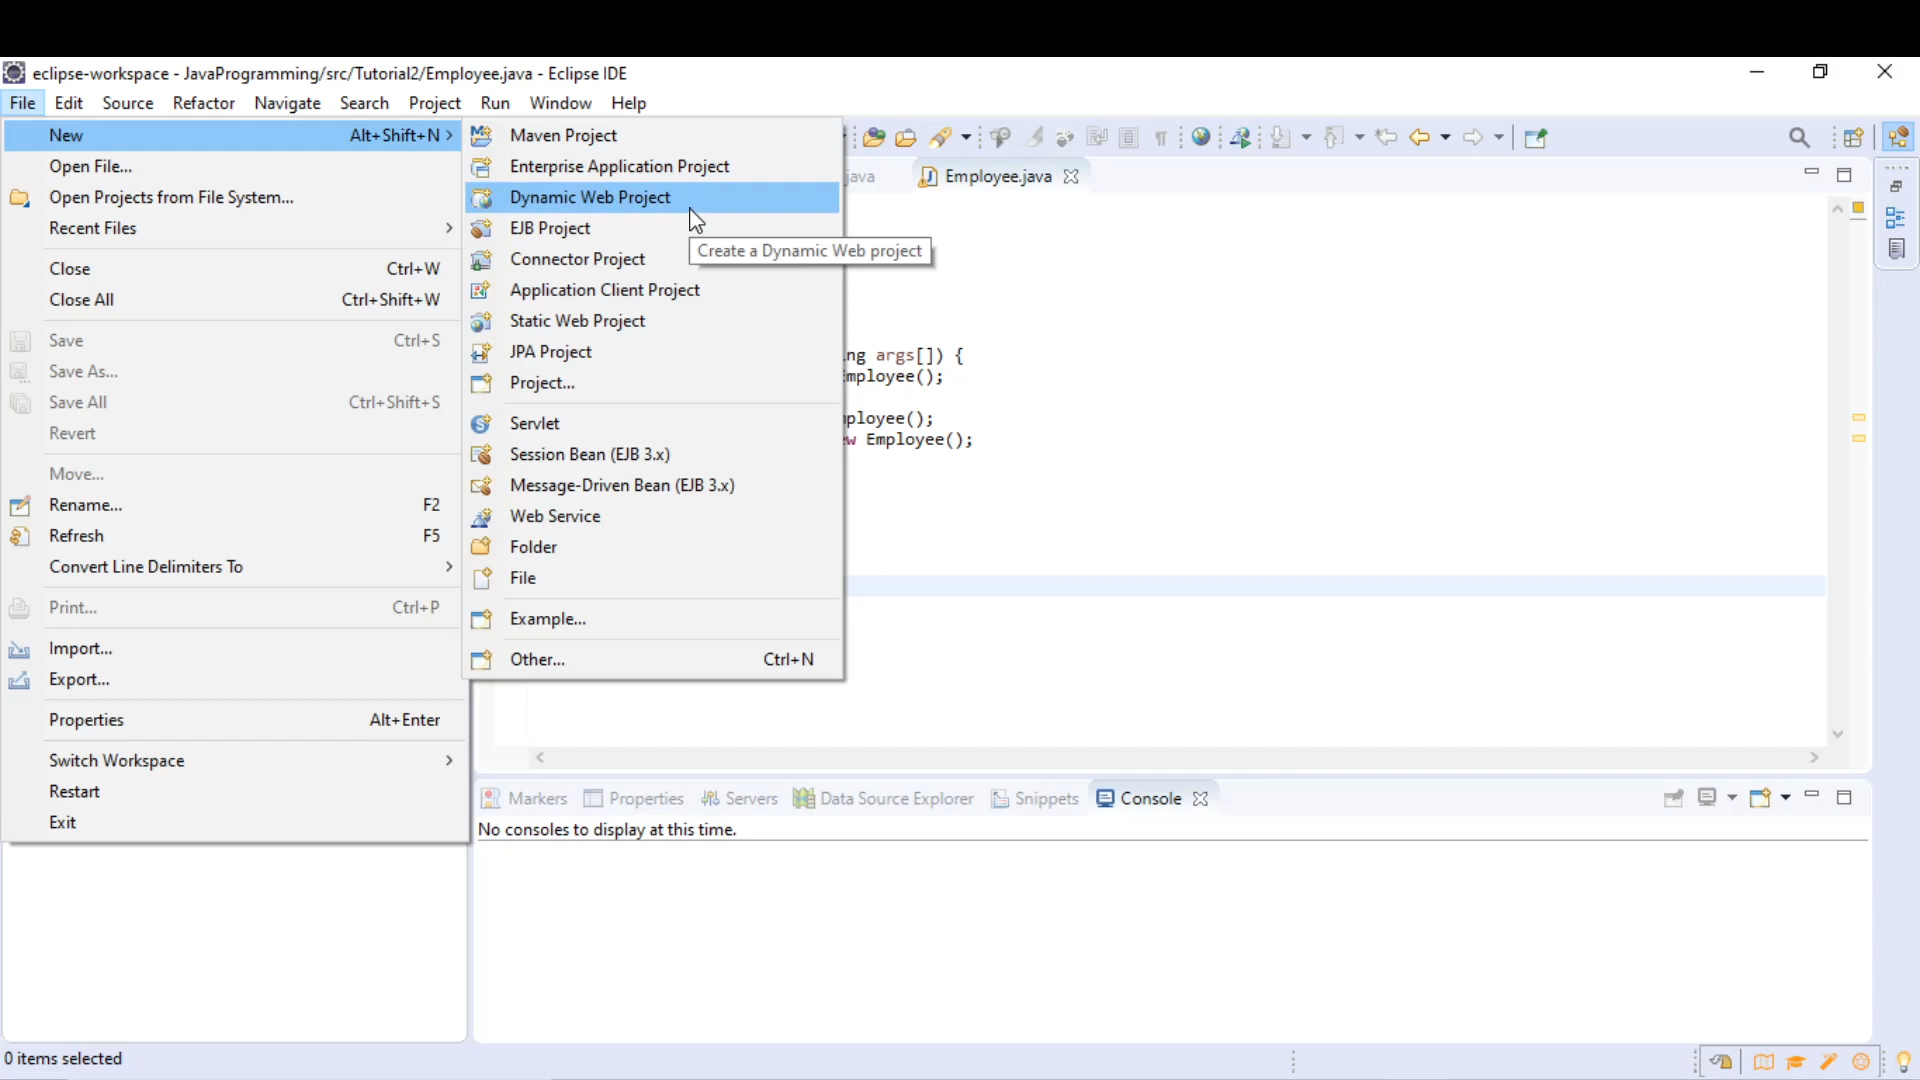 eclipse-workspace - JavaProgramming/src/Tutorial2/Employee.java - Eclipse IDE
File Edit Source Refactor Navigate Search Project Run Window Help
New Alt+Shift+N >
Open File...
Open Projects from File System...
Recent Files >
Close Ctrl+W
Close All Ctrl+Shift+W
Save Ctrl+S
Save As...
Save All Ctrl+Shift+S
Revert
Move...
Rename... F2
Refresh F5
Convert Line Delimiters To >
Print... Ctrl+P
Import...
Export...
Properties Alt+Enter
Switch Workspace >
Restart
Exit
Maven Project
Enterprise Application Project
Dynamic Web Project
EJB Project
Connector Project
Application Client Project
Static Web Project
JPA Project
Project...
Servlet
Session Bean (EJB 3.x)
Message-Driven Bean (EJB 3.x)
Web Service
Folder
File
Example...
Other... Ctrl+N
Create a Dynamic Web project
java Employee.java
ng args[]) {
mployee();
ployee();
w Employee();
Markers Properties Servers Data Source Explorer Snippets Console
No consoles to display at this time.
0 items selected